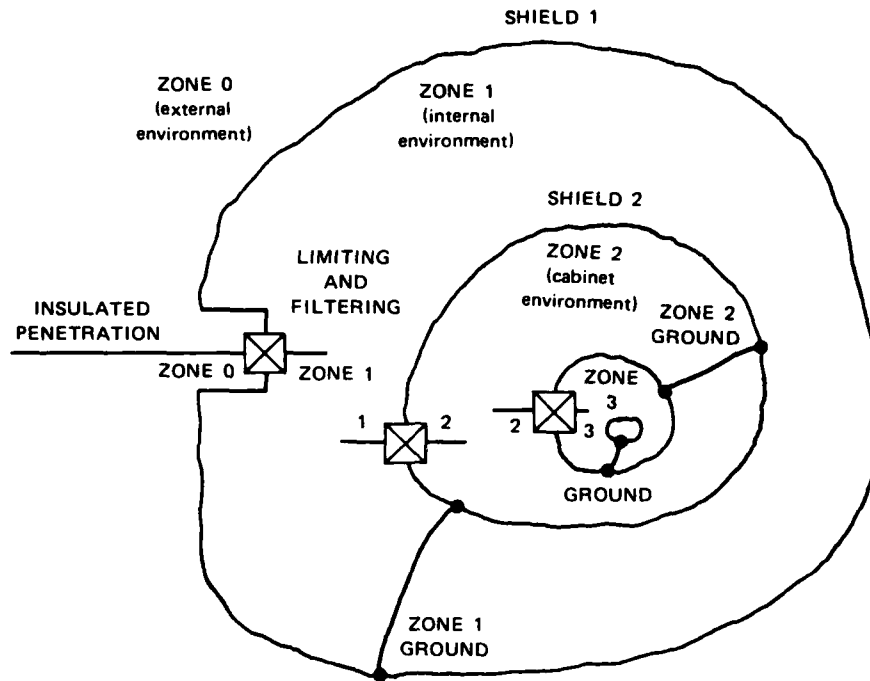 SHIELD 1
ZONE 0
(external
environment)
ZONE 1
(internal
environment)
SHIELD 2
LIMITING
AND
FILTERING
ZONE 2
(cabinet
environment)
INSULATED
PENETRATION
ZONE 2
GROUND
ZONE 0
ZONE 1
ZONE
3
1
2
2
3
GROUND
ZONE 1
GROUND